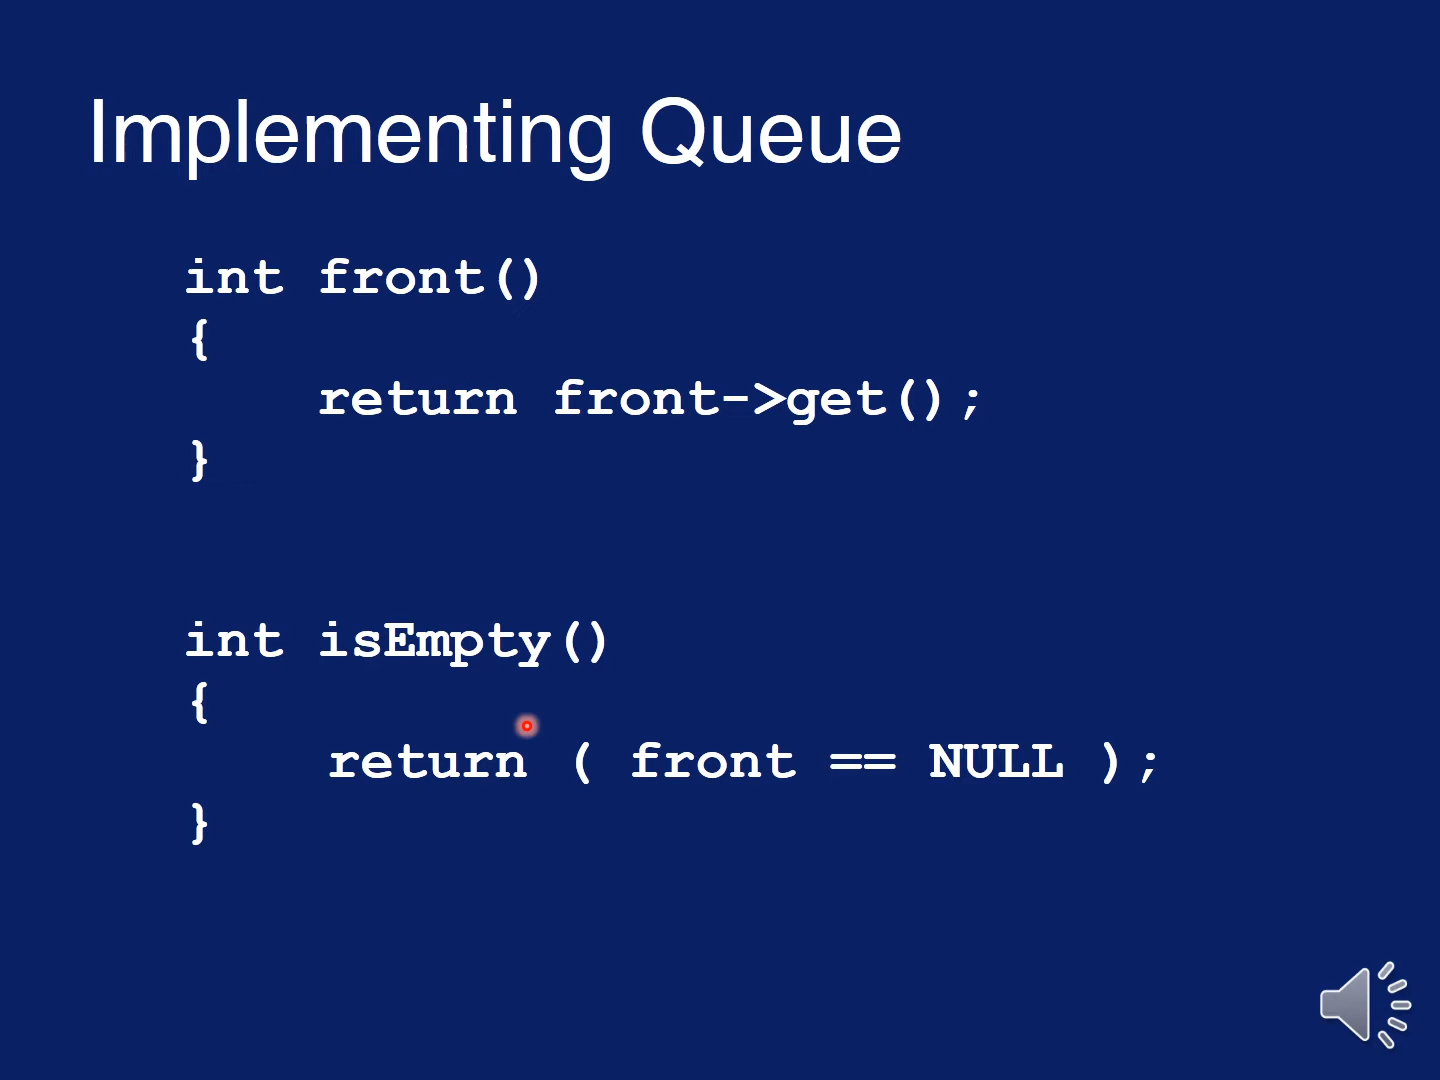 Implementing Queue
int front()
{
return front->get();
}
int isEmpty()
{
return ( front == NULL );
}